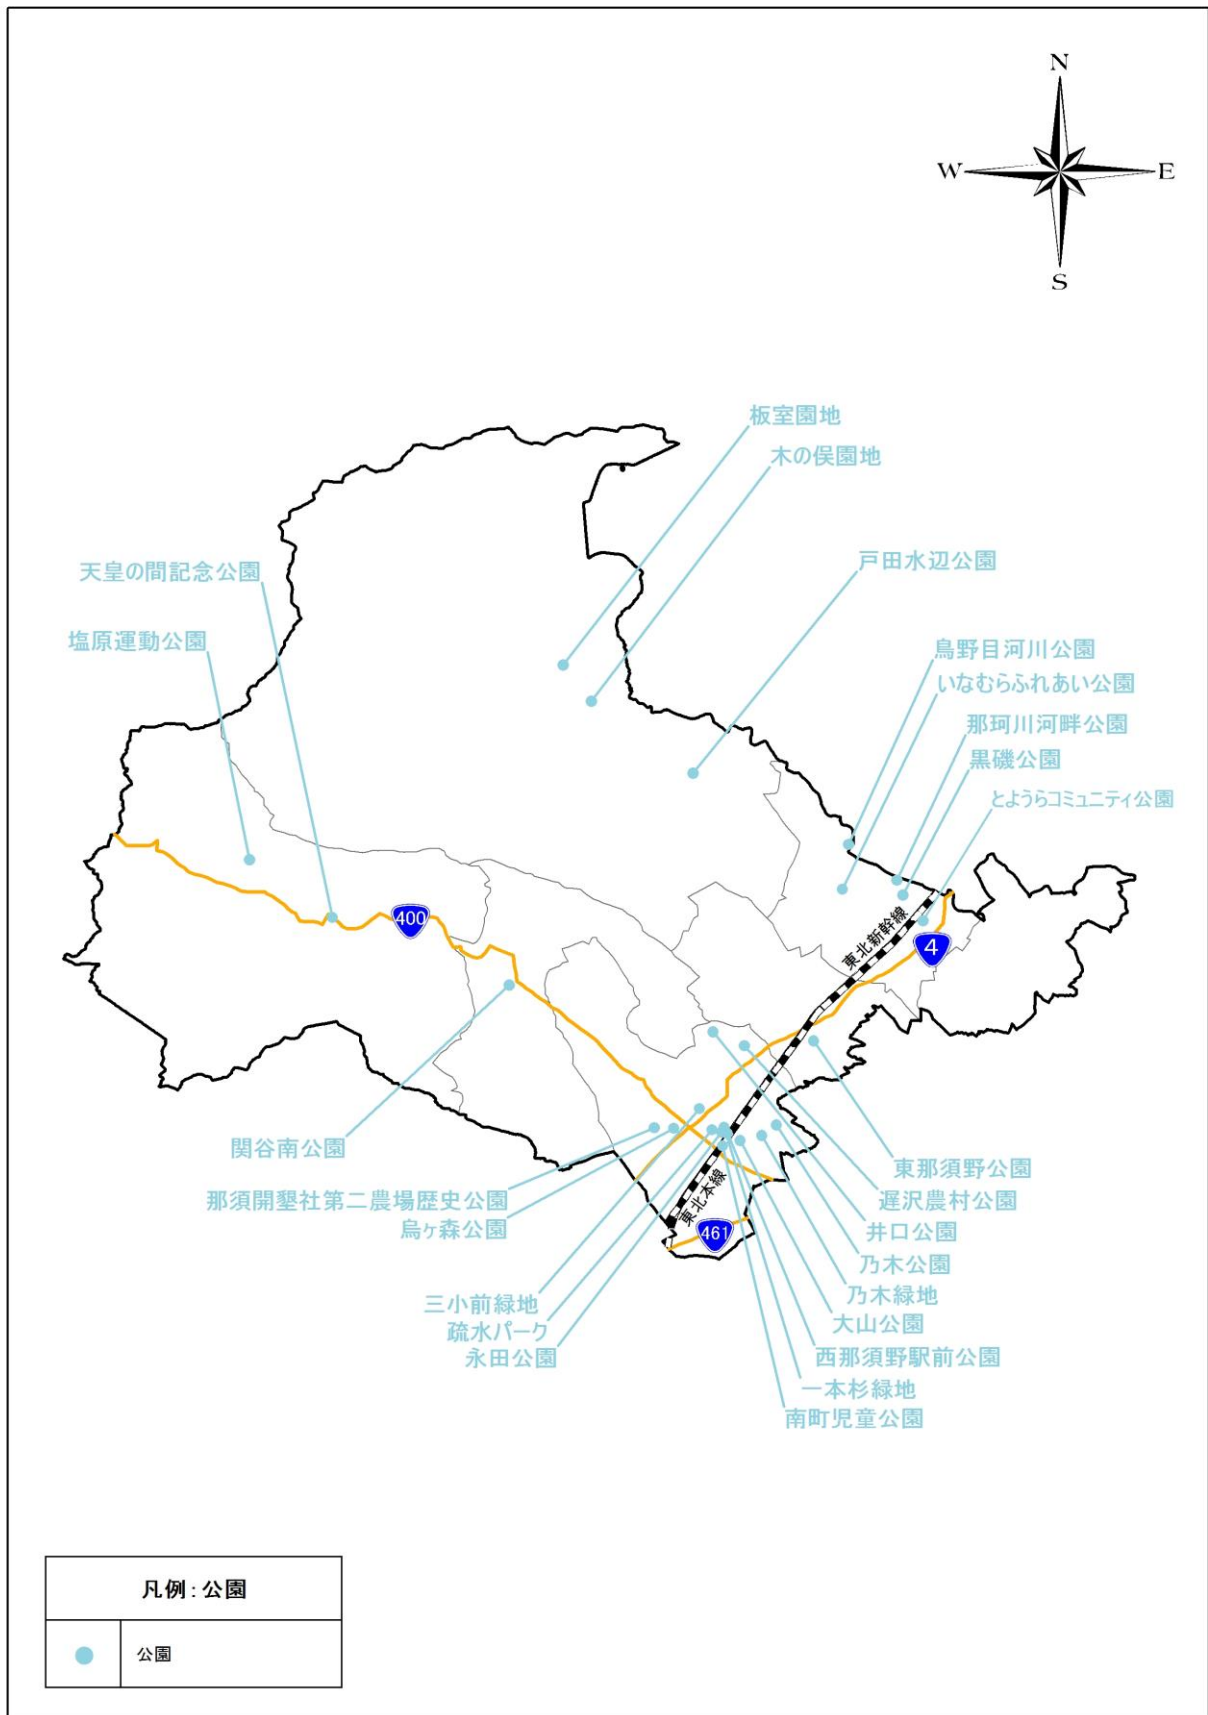 N
W
E
S
板室園地
木の俣園地
戸田水辺公園
天皇の間記念公園
塩原運動公園
鳥野目河川公園
いなむらふれあい公園
那珂川河畔公園
黒磯公園
とようらコミュニティ公園
400
東北新幹線
4
関谷南公園
那須開墾社第二農場歴史公園
烏ヶ森公園
東那須野公園
遅沢農村公園
井口公園
乃木公園
乃木緑地
大山公園
西那須野駅前公園
一本杉緑地
南町児童公園
東北本線
461
三小前緑地
疏水パーク
永田公園
凡例:公園
公園